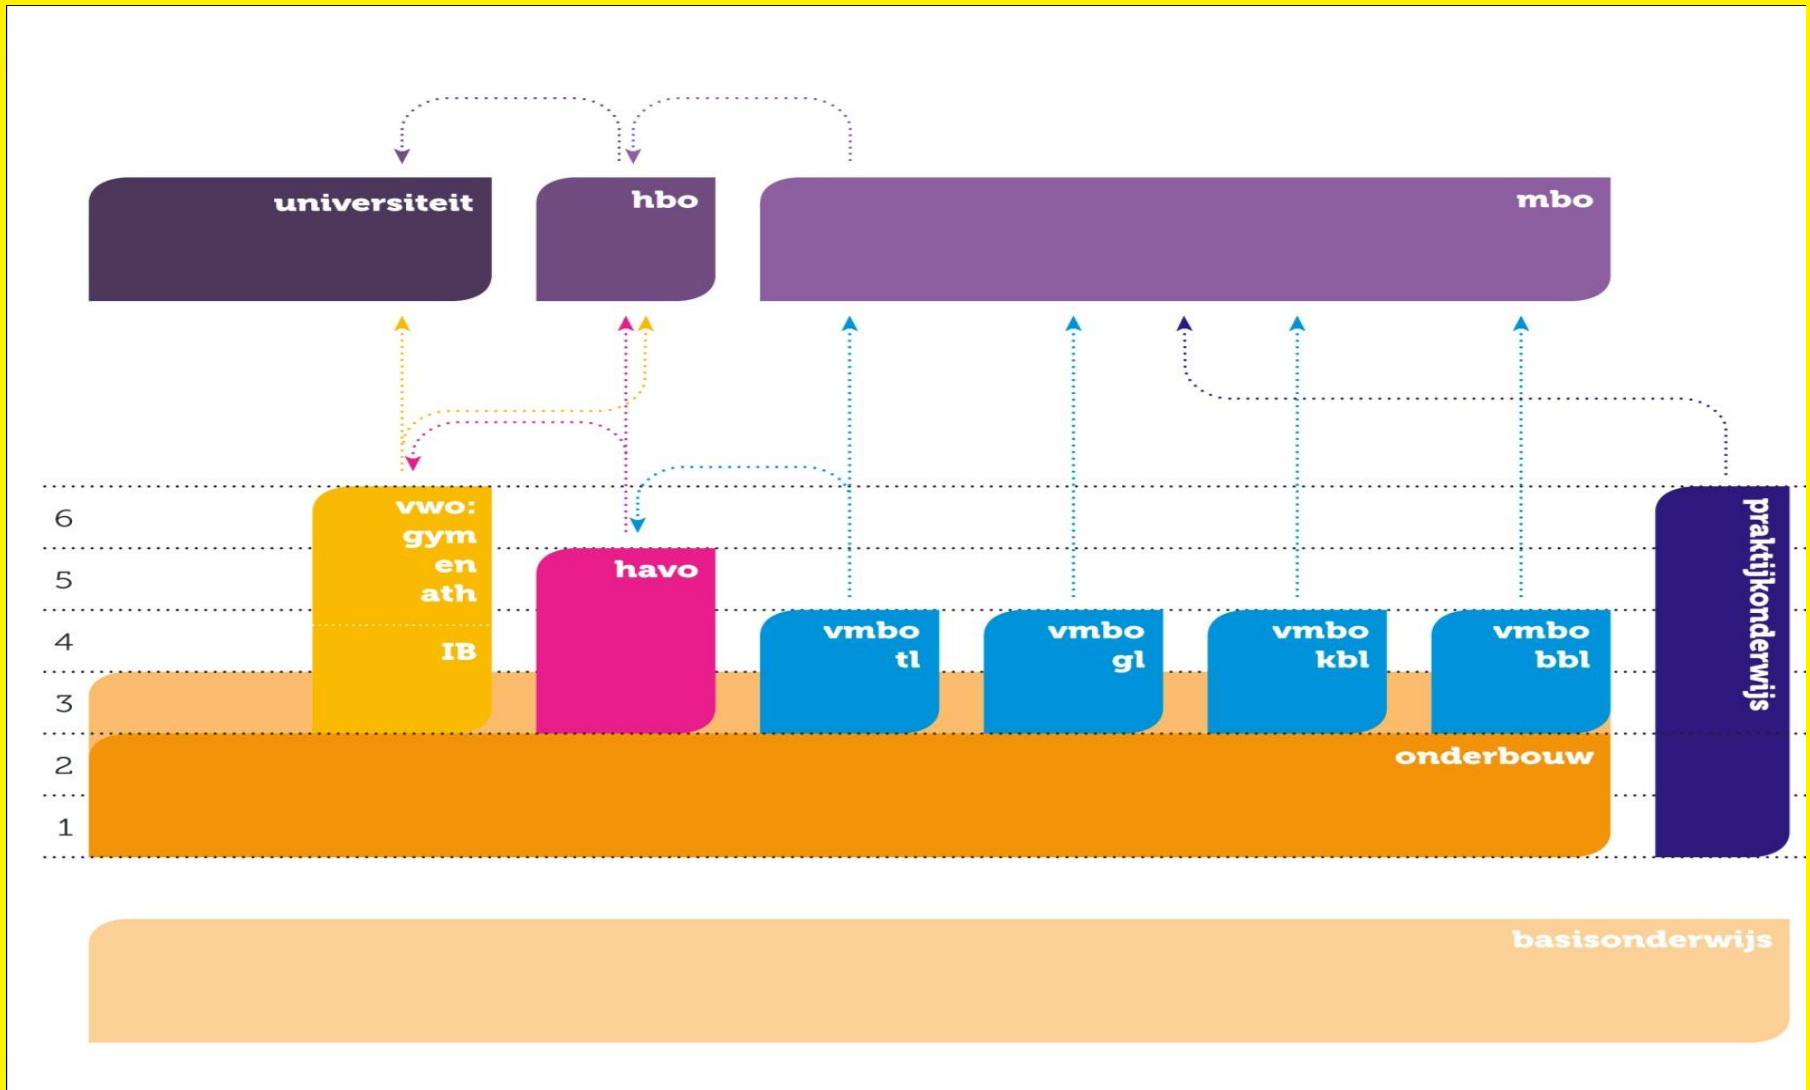 universiteit
hbo
mbo
6
5
4
3
2
1
vwo:
gym
en
ath
IB
havo
vmbo
tl
vmbo
gl
vmbo
kbl
vmbo
bbl
praktijkonderwijs
onderbouw
basisonderwijs